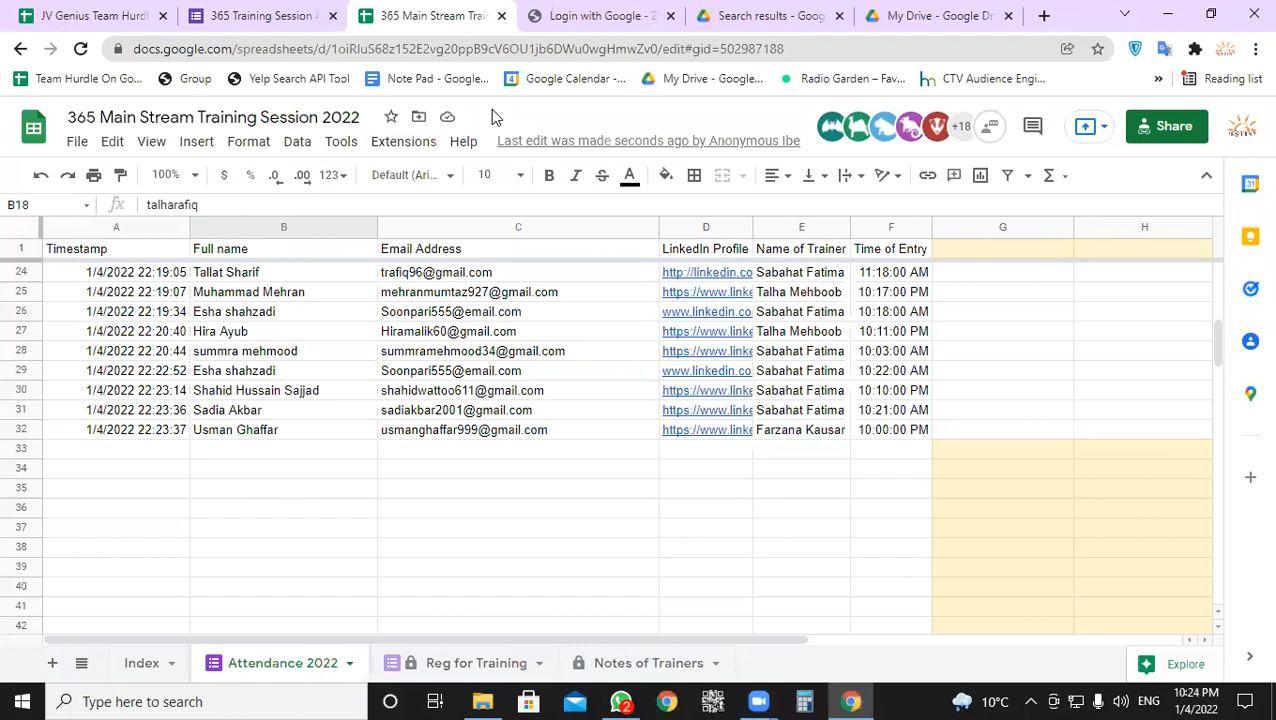 JV Genius Team Hurdle
365 Training Session
365 Main Stream Train
Login with Google - Z
Search results - Google
My Drive - Google Dr
docs.google.com/spreadsheets/d/1oiRluS68z152E2vg20ppB9cV6OU1jb6DWu0wgHmwZv0/edit#gid=502987188
Team Hurdle On Go... Group Yelp Search API Tool Note Pad - Google... Google Calendar -... My Drive - Google... Radio Garden – Fav... CTV Audience Engi... » Reading list
365 Main Stream Training Session 2022
+18 Share
File Edit View Insert Format Data Tools Extensions Help Last edit was made seconds ago by Anonymous Ibe
100% $ % .0 .00 123 Default (Ari... 10 B I S A
B18 fx talharafiq
A B C D E F G H
1 Timestamp Full name Email Address LinkedIn Profile Name of Trainer Time of Entry
24 1/4/2022 22:19:05 Tallat Sharif trafiq96@gmail.com http://linkedin.co Sabahat Fatima 11:18:00 AM
25 1/4/2022 22:19:07 Muhammad Mehran mehranmumtaz927@gmail.com https://www.linke Talha Mehboob 10:17:00 PM
26 1/4/2022 22:19:34 Esha shahzadi Soonpari555@email.com www.linkedin.co Sabahat Fatima 10:18:00 AM
27 1/4/2022 22:20:40 Hira Ayub Hiramalik60@gmail.com https://www.linke Talha Mehboob 10:11:00 PM
28 1/4/2022 22:20:44 summra mehmood summramehmood34@gmail.com https://www.linke Sabahat Fatima 10:03:00 AM
29 1/4/2022 22:22:52 Esha shahzadi Soonpari555@email.com www.linkedin.co Sabahat Fatima 10:22:00 AM
30 1/4/2022 22:23:14 Shahid Hussain Sajjad shahidwattoo611@gmail.com https://www.linke Sabahat Fatima 10:10:00 PM
31 1/4/2022 22:23:36 Sadia Akbar sadiakbar2001@gmail.com https://www.linke Sabahat Fatima 10:21:00 AM
32 1/4/2022 22:23:37 Usman Ghaffar usmanghaffar999@gmail.com https://www.linke Farzana Kausar 10:00:00 PM
33
34
35
36
37
38
39
40
41
42
Index Attendance 2022 Reg for Training Notes of Trainers Explore
Type here to search 2 10°C ENG 10:24 PM
1/4/2022